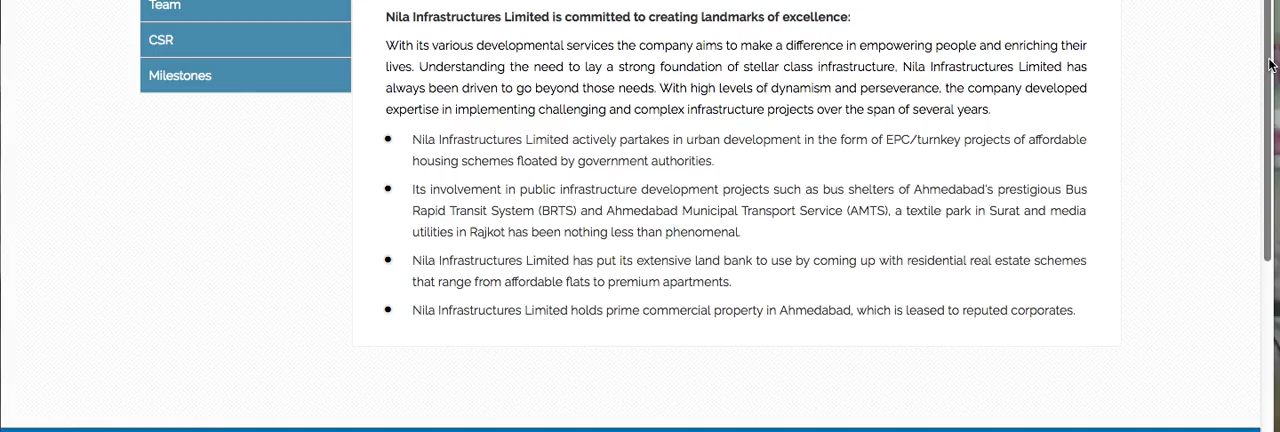 Team
CSR
Milestones
Nila Infrastructures Limited is committed to creating landmarks of excellence:
With its various developmental services the company aims to make a difference in empowering people and enriching their
lives. Understanding the need to lay a strong foundation of stellar class infrastructure, Nila Infrastructures Limited has
always been driven to go beyond those needs. With high levels of dynamism and perseverance, the company developed
expertise in implementing challenging and complex infrastructure projects over the span of several years.
Nila Infrastructures Limited actively partakes in urban development in the form of EPC/turnkey projects of affordable
housing schemes floated by government authorities.
Its involvement in public infrastructure development projects such as bus shelters of Ahmedabad's prestigious Bus
Rapid Transit System (BRTS) and Ahmedabad Municipal Transport Service (AMTS), a textile park in Surat and media
utilities in Rajkot has been nothing less than phenomenal.
Nila Infrastructures Limited has put its extensive land bank to use by coming up with residential real estate schemes
that range from affordable flats to premium apartments.
Nila Infrastructures Limited holds prime commercial property in Ahmedabad, which is leased to reputed corporates.